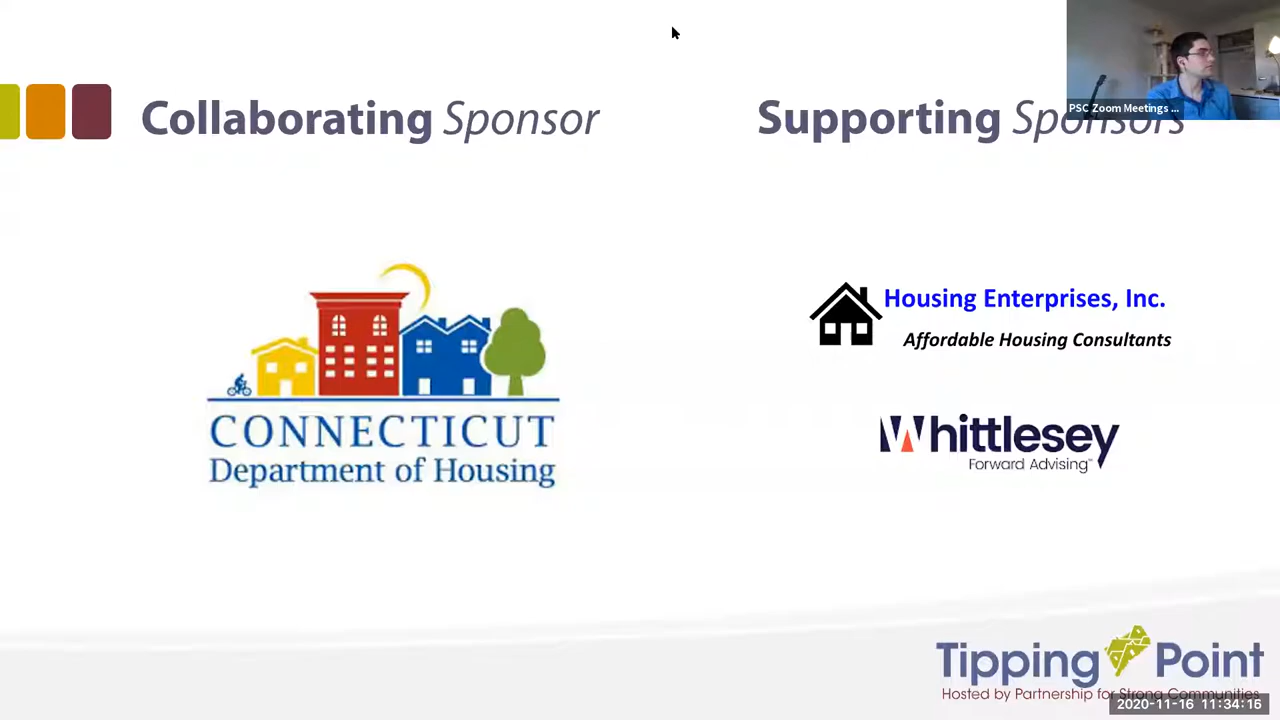 Collaborating Sponsor
Supporting Sponsors
PSC Zoom Meetings ...
CONNECTICUT
Department of Housing
Housing Enterprises, Inc.
Affordable Housing Consultants
Whittlesey
Forward Advising™
Tipping Point
Hosted by Partnership for Strong Communities
2020-11-16 11:34:16